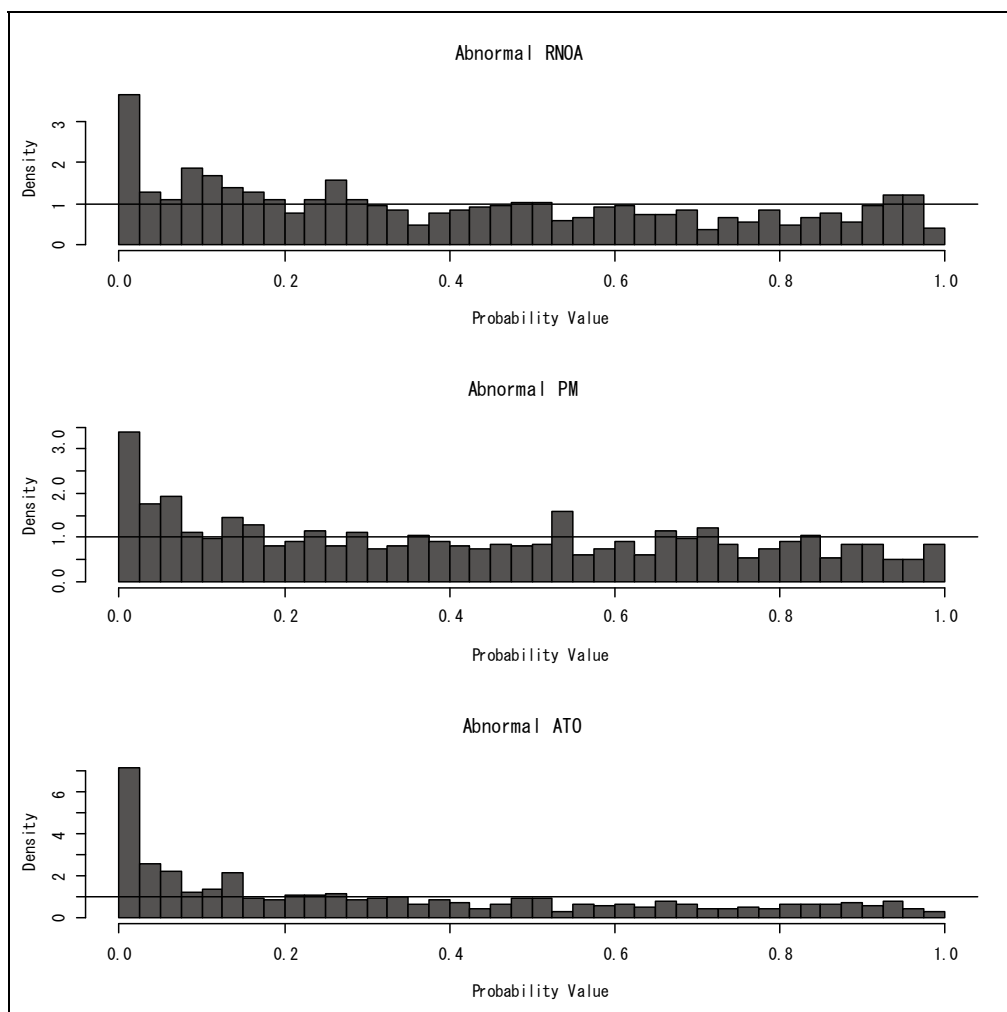 Abnormal RNOA
3
2
1
0
Density
0.0 0.2 0.4 0.6 0.8 1.0
Probability Value
Abnormal PM
3.0
2.0
1.0
0.0
Density
0.0 0.2 0.4 0.6 0.8 1.0
Probability Value
Abnormal ATO
6
4
2
0
Density
0.0 0.2 0.4 0.6 0.8 1.0
Probability Value